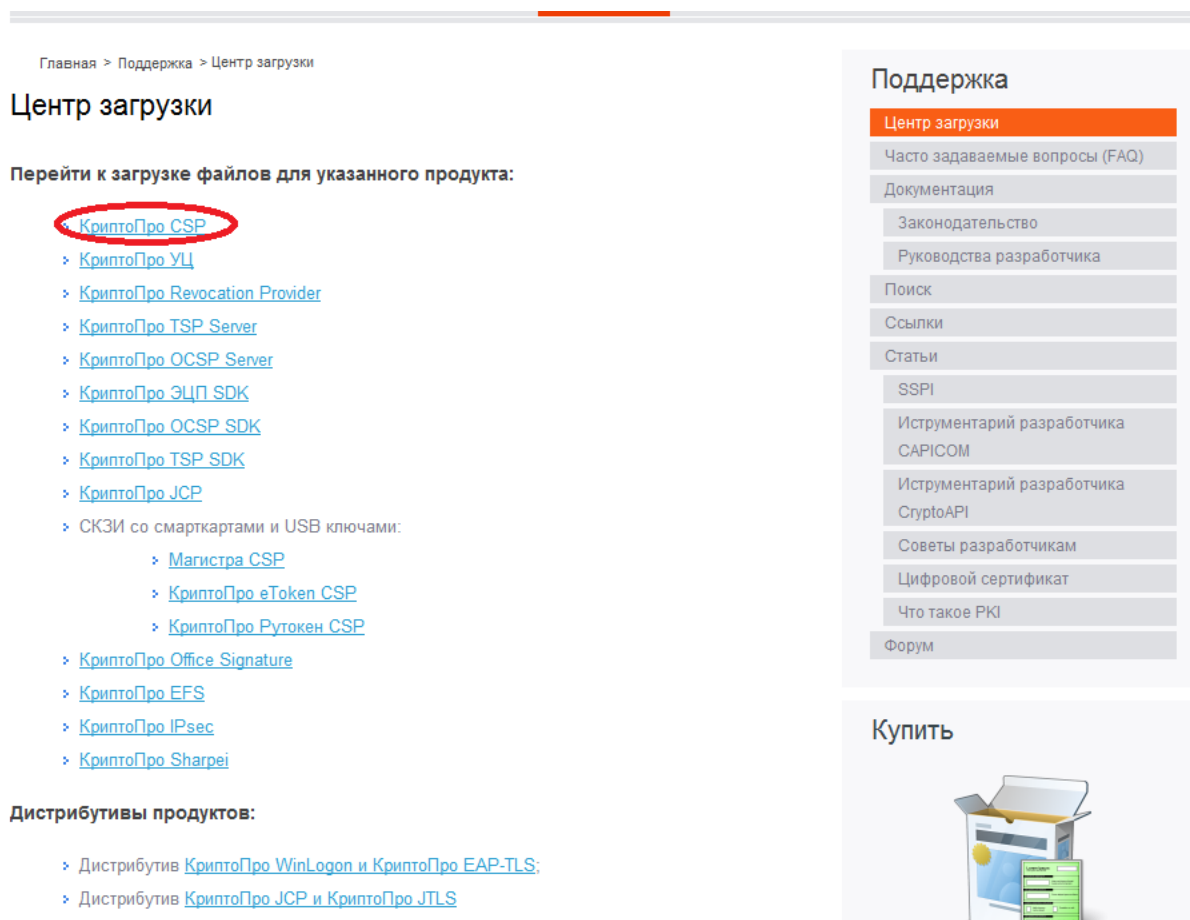 Главная > Поддержка > Центр загрузки
Центр загрузки
Перейти к загрузке файлов для указанного продукта:
КриптоПро CSP
КриптоПро УЦ
КриптоПро Revocation Provider
КриптоПро TSP Server
КриптоПро OCSP Server
КриптоПро ЭЦП SDK
КриптоПро OCSP SDK
КриптоПро TSP SDK
КриптоПро JCP
СКЗИ со смарткартами и USB ключами:
Магистра CSP
КриптоПро eToken CSP
КриптоПро Рутокен CSP
КриптоПро Office Signature
КриптоПро EFS
КриптоПро IPsec
КриптоПро Sharpei
Дистрибутивы продуктов:
Дистрибутив КриптоПро WinLogon и КриптоПро EAP-TLS;
Дистрибутив КриптоПро JCP и КриптоПро JTLS
Поддержка
Центр загрузки
Часто задаваемые вопросы (FAQ)
Документация
Законодательство
Руководства разработчика
Поиск
Ссылки
Статьи
SSPI
Иструментарий разработчика
CAPICOM
Иструментарий разработчика
CryptoAPI
Советы разработчикам
Цифровой сертификат
Что такое PKI
Форум
Купить